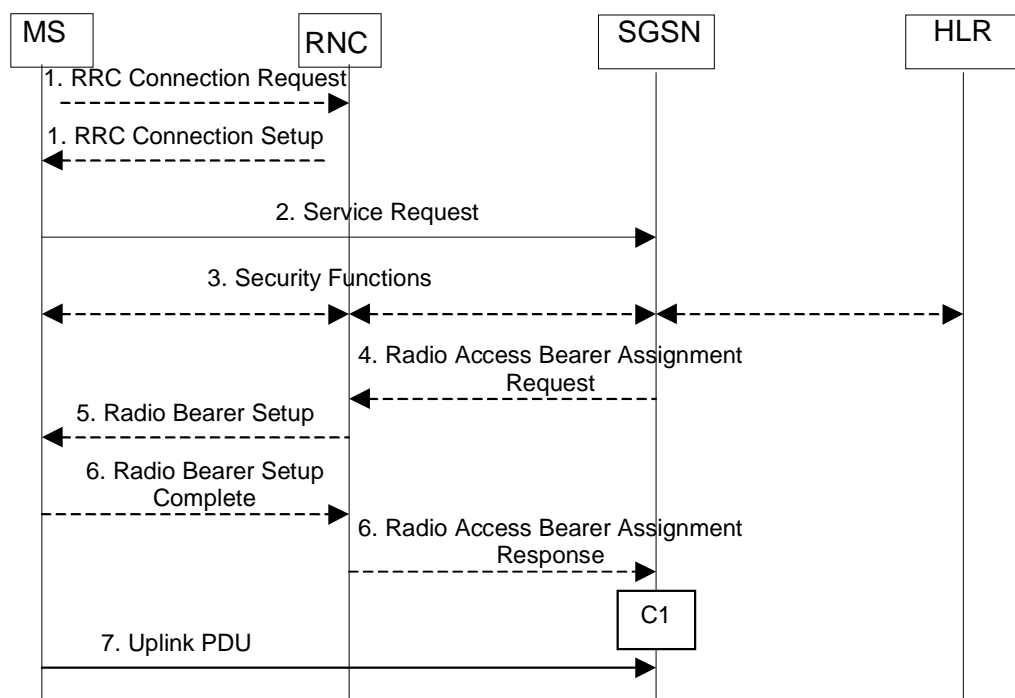 MS
RNC
SGSN
HLR
1. RRC Connection Request
1. RRC Connection Setup
2. Service Request
3. Security Functions
4. Radio Access Bearer Assignment
Request
5. Radio Bearer Setup
6. Radio Bearer Setup
Complete
6. Radio Access Bearer Assignment
Response
C1
7. Uplink PDU